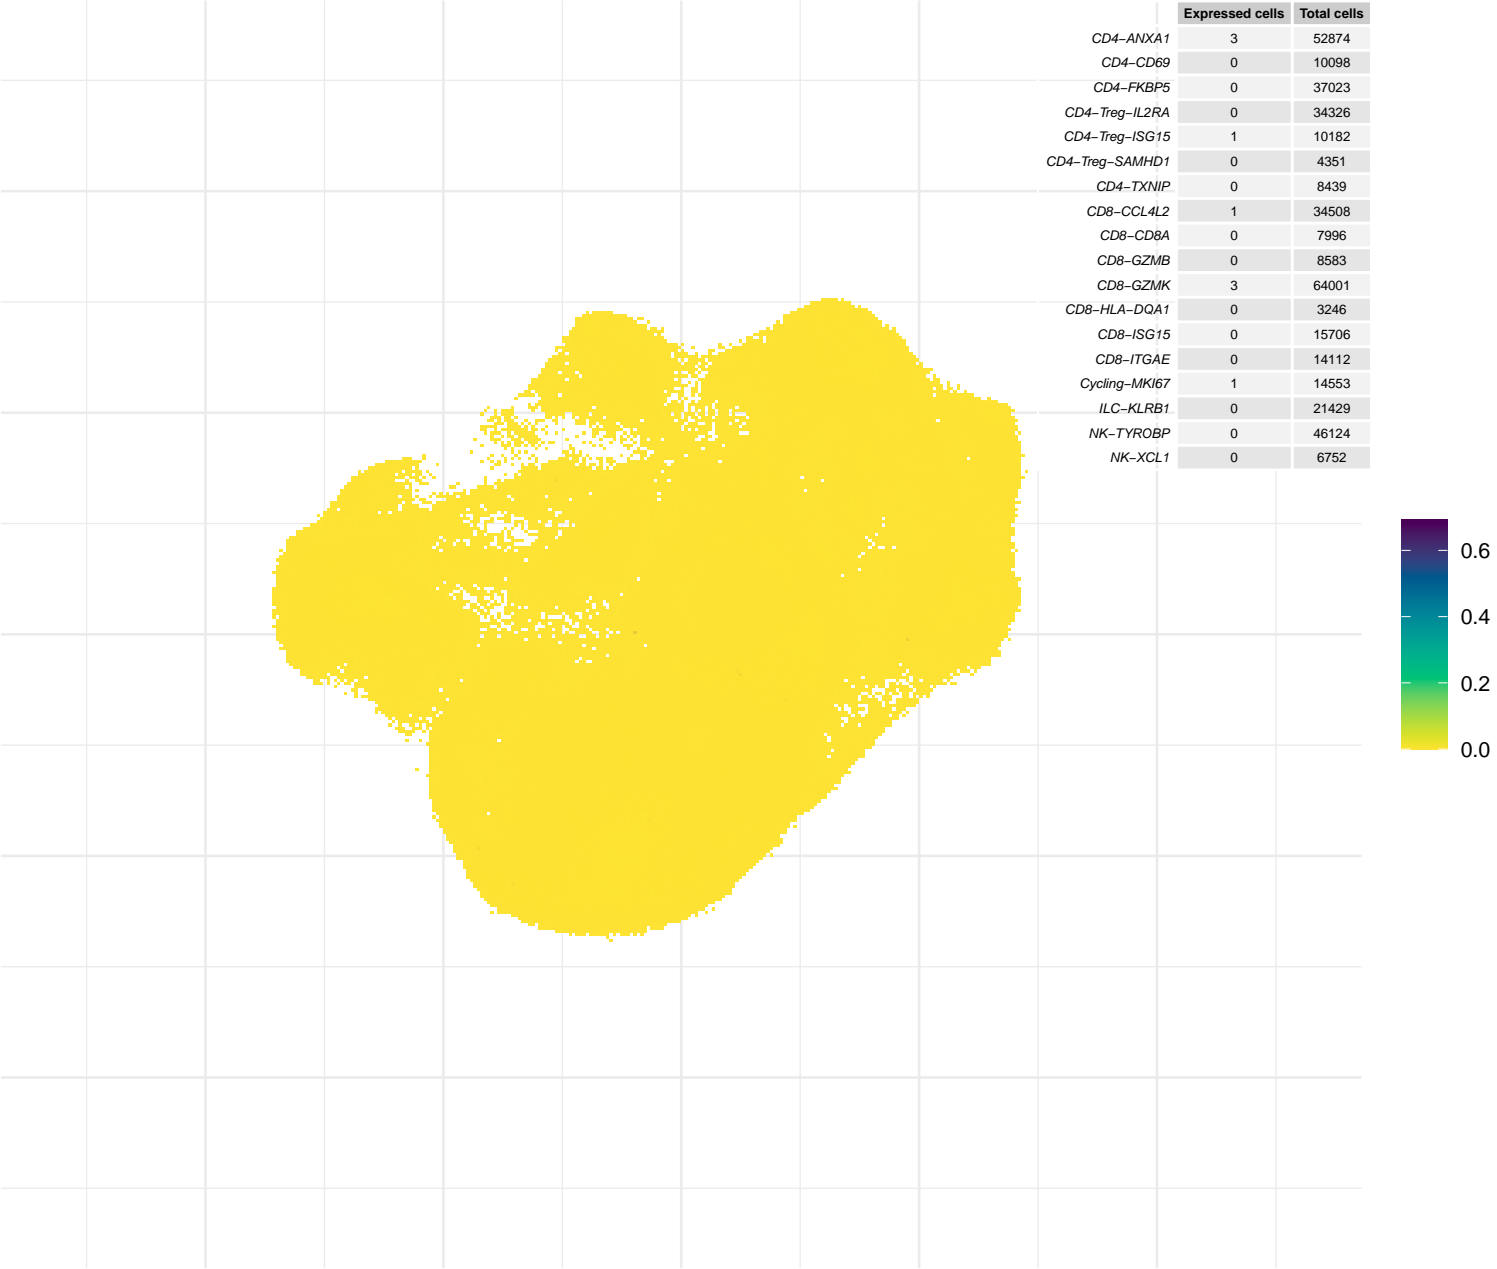 Expressed cells Total cells
CD4−ANXA1 3 52874
CD4−CD69 0 10098
CD4−FKBP5 0 37023
CD4−Treg−IL2RA 0 34326
CD4−Treg−ISG15 1 10182
CD4−Treg−SAMHD1 0 4351
CD4−TXNIP 0 8439
CD8−CCL4L2 1 34508
CD8−CD8A 0 7996
CD8−GZMB 0 8583
CD8−GZMK 3 64001
CD8−HLA−DQA1 0 3246
CD8−ISG15 0 15706
CD8−ITGAE 0 14112
Cycling−MKI67 1 14553
ILC−KLRB1 0 21429
NK−TYROBP 0 46124
NK−XCL1 0 6752
0.6
0.4
0.2
0.0